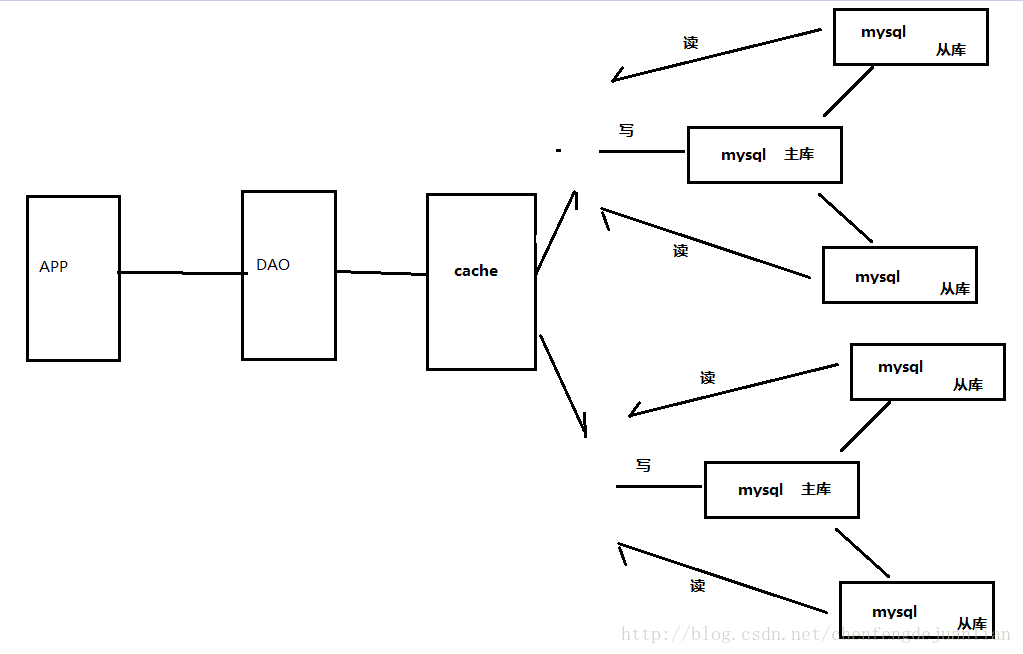 mysql
从库
读
写
mysql 主库
APP
DAO
cache
读
mysql
从库
mysql
从库
读
写
mysql 主库
读
mysql
从库
http://blog.csdn.net/chenfengdejuanlian